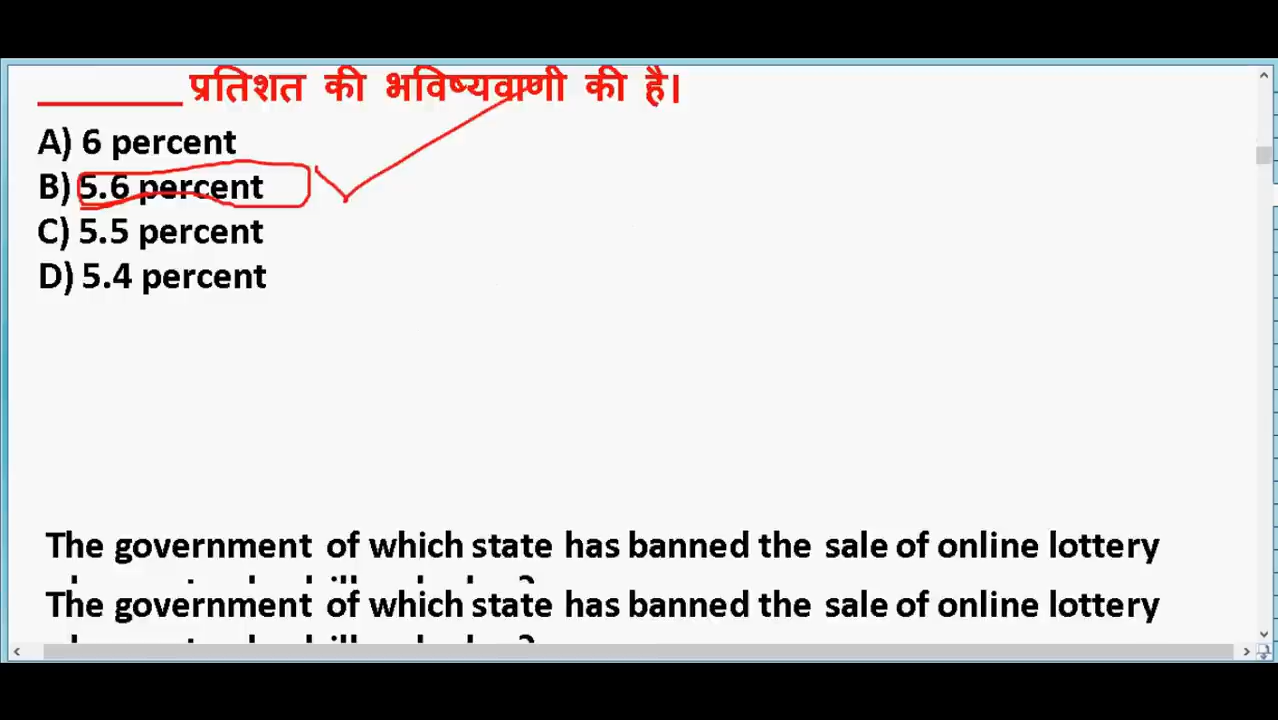 ________ प्रतिशत की भविष्यवाणी की है।
A) 6 percent
B) 5.6 percent
C) 5.5 percent
D) 5.4 percent
The government of which state has banned the sale of online lottery
The government of which state has banned the sale of online lottery